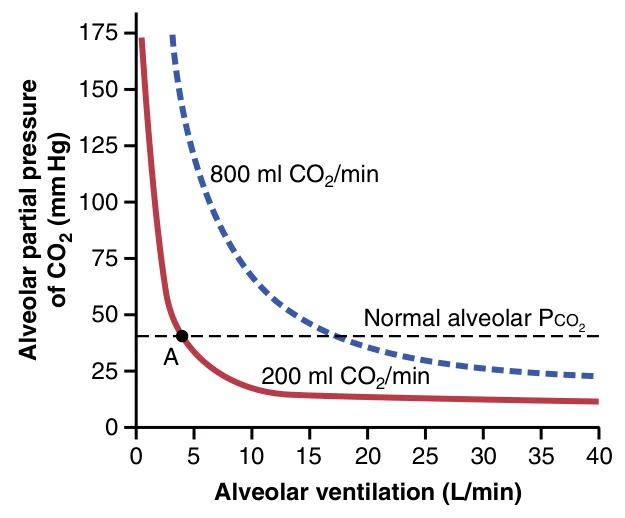 Alveolar partial pressure
of CO₂ (mm Hg)
175
150
125
100
75
50
25
0
800 ml CO₂/min
Normal alveolar PCO₂
A
200 ml CO₂/min
0 5 10 15 20 25 30 35 40
Alveolar ventilation (L/min)